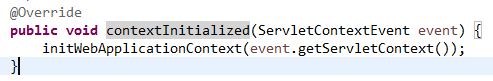 @Override
public void contextInitialized(ServletContextEvent event) {
    initWebApplicationContext(event.getServletContext());
}